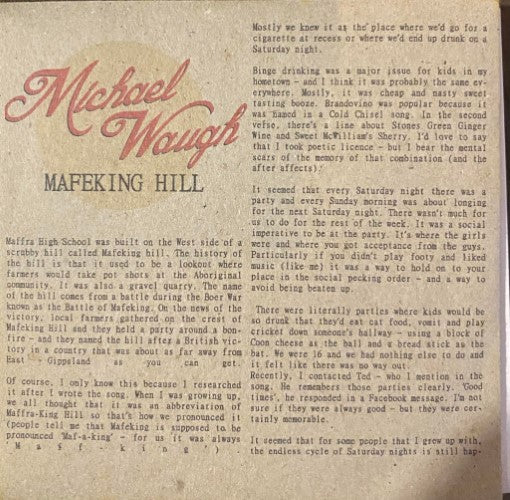 Michael
Waugh
MAFEKING HILL
Maffra High School was built on the West side of a
scrubby hill called Mafeking hill. The history of
the hill is that it used to be a lookout where
farmers would take pot shots at the Aboriginal
community. It was also a gravel quarry. The name
of the hill comes from a battle during the Boer War
known as the Battle of Mafeking. On the news of the
victory, local farmers gathered on the crest of
Mafeking Hill and they held a party around a bon-
fire - and they named the hill after a British vic-
tory in a country that was about as far away from
East Gippsland as you can get.
Of course, I only know this because I researched
it after I wrote the song. When I was growing up,
we all thought that it was an abbreviation of
Maffra-King Hill so that's how we pronounced it
(people tell me that Mafeking is supposed to be
pronounced 'Maf-a-king' - for us it was always
'Maff-king')
Mostly we knew it as the place where we'd go for a
cigarette at recess or where we'd end up drunk on a
Saturday night.
Binge drinking was a major issue for kids in my
hometown - and I think it was probably the same ev-
erywhere. Mostly, it was cheap and nasty sweet
tasting booze. Brandovino was popular because it
was named in a Cold Chisel song. In the second
verse, there's a line about Stones Green Ginger
Wine and Sweet McWilliam's Sherry. I'd love to say
that I took poetic licence - but I bear the mental
scars of the memory of that combination (and the
after affects).
It seemed that every Saturday night there was a
party and every Sunday morning was about longing
for the next Saturday night. There wasn't much for
us to do for the rest of the week. It was a social
imperative to be at the party. It's where the girls
were and where you got acceptance from the guys.
Particularly if you didn't play footy and liked
music (like me) it was a way to hold on to your
place in the social pecking order - and a way to
avoid being beaten up.
There were literally parties where kids would be
so drunk that they'd eat cat food, vomit and play
cricket down someone's hallway - using a block of
Coon cheese as the ball and a bread stick as the
bat. We were 16 and we had nothing else to do and
it felt like there was no way out.
Recently, I contacted Ted - who I mention in the
song. He remembers those parties clearly. 'Good
times', he responded in a Facebook message. I'm not
sure if they were always good - but they were cer-
tainly memorable.
It seemed that for some people that I grew up with,
the endless cycle of Saturday nights is still hap-